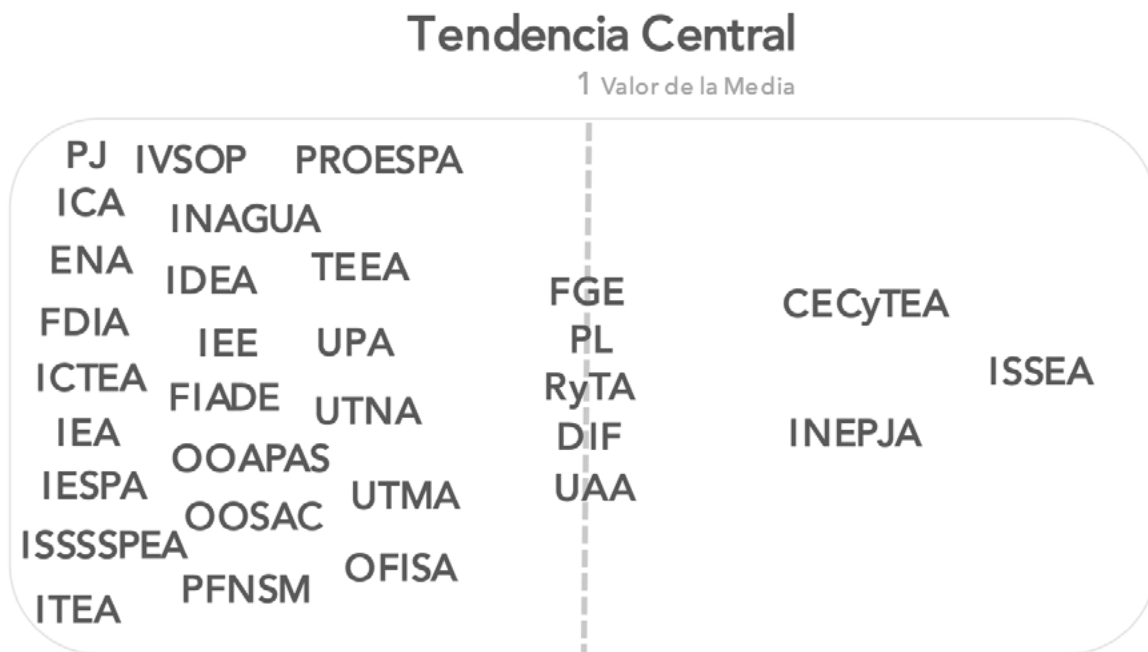 Tendencia Central
1 Valor de la Media
PJ IVSOP PROESPA
ICA INAGUA
ENA IDEA TEEA
FDIA IEE UPA
ICTEA FIADE UTNA
IEA OOAPAS
IESPA OOSAC UTMA
ISSSSPEA OFISA
ITEA PFNSM
FGE
PL
RyTA
DIF
UAA
CECyTEA
ISSEA
INEPJA